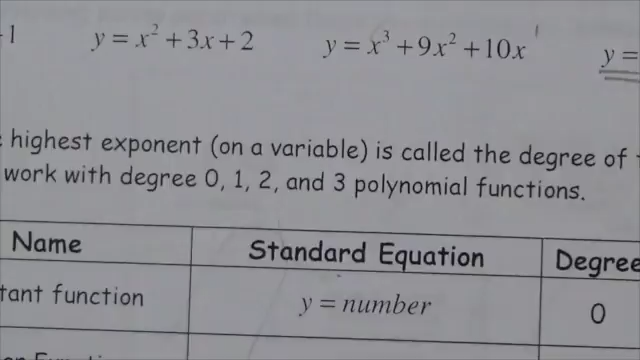 1 y = x² + 3x + 2 y = x³ + 9x² + 10x y =
highest exponent (on a variable) is called the degree of
work with degree 0, 1, 2, and 3 polynomial functions.
Name Standard Equation Degree
tant function y = number 0